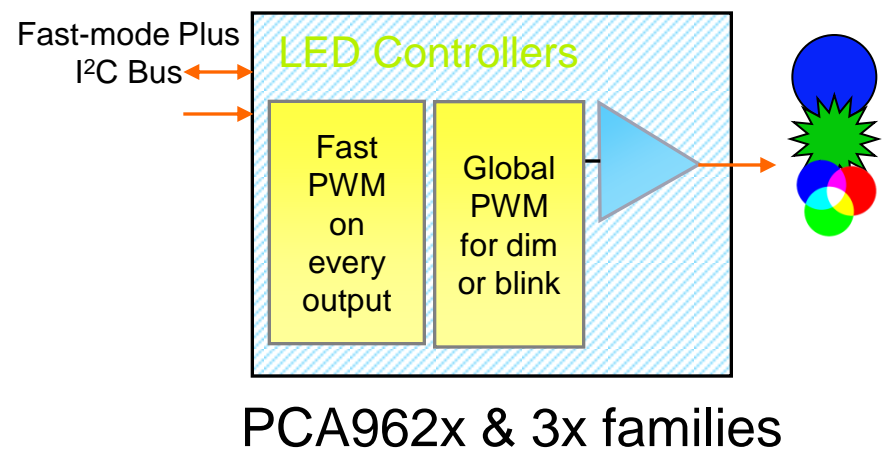 Fast-mode Plus
I²C Bus
LED Controllers
Fast
PWM
on
every
output
Global
PWM
for dim
or blink
PCA962x & 3x families